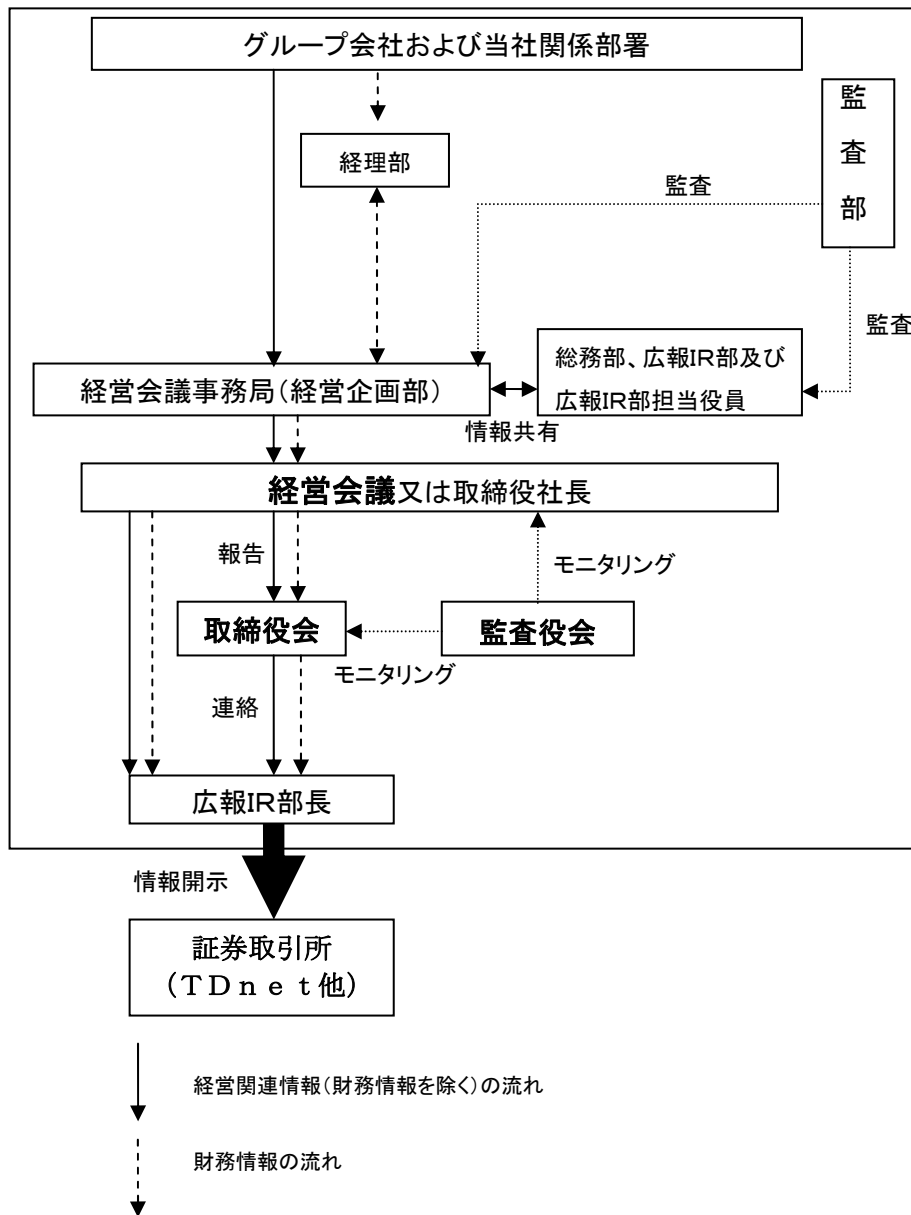 グループ会社および当社関係部署
監
査
部
経理部
監査
監査
総務部、広報IR部及び
広報IR部担当役員
経営会議事務局（経営企画部）
情報共有
経営会議又は取締役社長
報告
モニタリング
取締役会
監査役会
モニタリング
連絡
広報IR部長
情報開示
証券取引所
（ＴＤｎｅｔ他）
経営関連情報（財務情報を除く）の流れ
財務情報の流れ